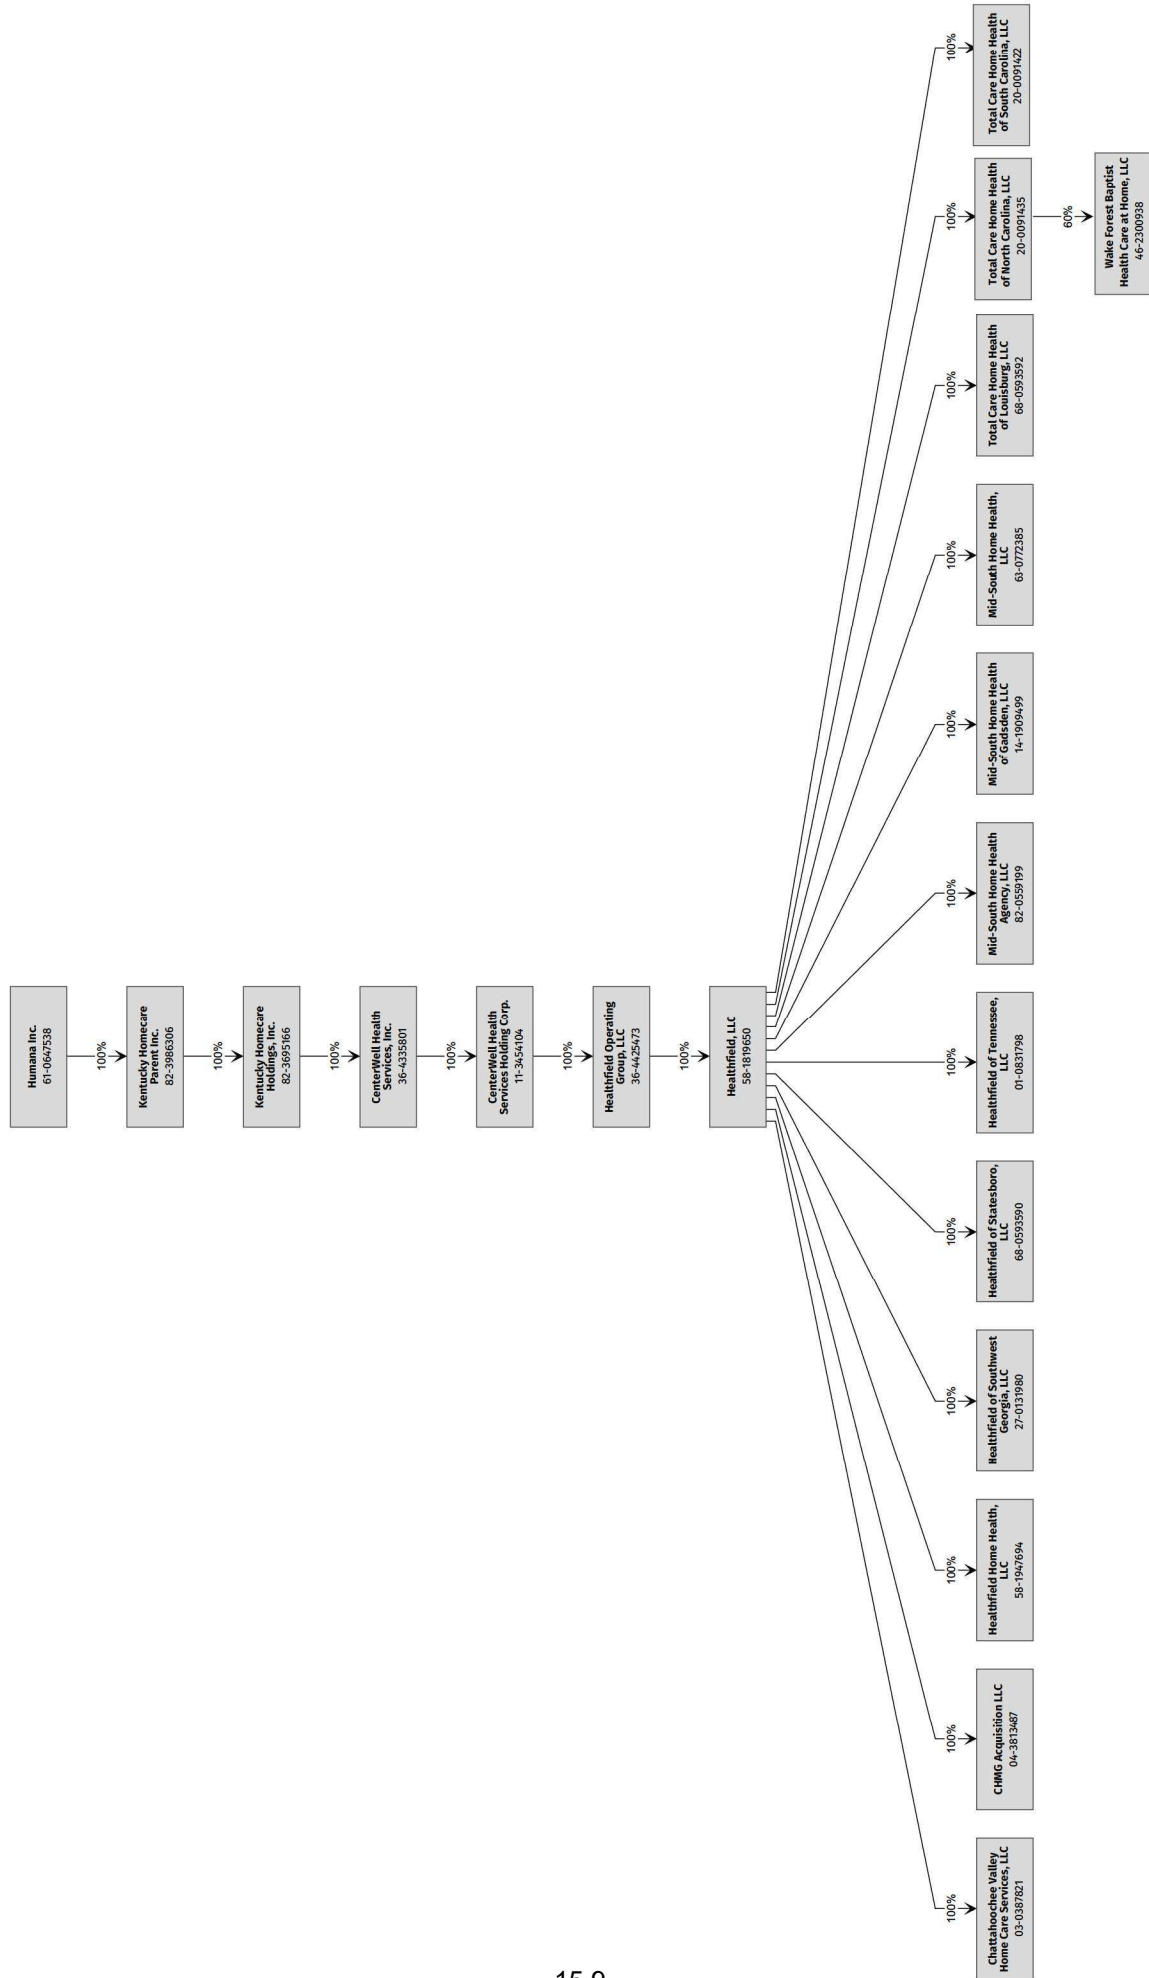 Humana Inc.
61-0647538
100%
Kentucky Homecare
Parent Inc.
82-3986306
100%
Kentucky Homecare
Holdings, Inc.
82-3695166
100%
CenterWell Health
Services, Inc.
36-4335801
100%
CenterWell Health
Services Holding Corp.
11-3454104
100%
Healthfield Operating
Group, LLC
36-4425473
100%
Healthfield, LLC
58-1819650
100%
100%
100%
100%
100%
100%
100%
100%
100%
100%
100%
100%
Chattahoochee Valley
Home Care Services, LLC
03-0387821
CHMG Acquisition LLC
04-3813487
Healthfield Home Health,
LLC
58-1947694
Healthfield of Southwest
Georgia, LLC
27-0131980
Healthfield of Statesboro,
LLC
68-0593590
Healthfield of Tennessee,
LLC
01-0831798
Mid-South Home Health
Agency, LLC
82-0559199
Mid-South Home Health
of Gadsden, LLC
14-1909499
Mid-South Home Health,
LLC
63-0772385
Total Care Home Health
of Louisburg, LLC
68-0593592
Total Care Home Health
of North Carolina, LLC
20-0091435
Total Care Home Health
of South Carolina, LLC
20-0091422
60%
Wake Forest Baptist
Health Care at Home, LLC
46-2300938
15.9